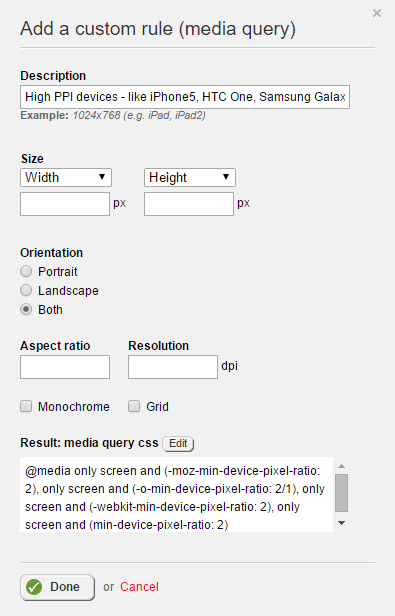 Add a custom rule (media query)
Description
High PPI devices - like iPhone5, HTC One, Samsung Galax
Example: 1024x768 (e.g. iPad, iPad2)
Size
Width Height
px px
Orientation
Portrait
Landscape
Both
Aspect ratio Resolution
dpi
Monochrome Grid
Result: media query css Edit
@media only screen and (-moz-min-device-pixel-ratio:
2), only screen and (-o-min-device-pixel-ratio: 2/1), only
screen and (-webkit-min-device-pixel-ratio: 2), only
screen and (min-device-pixel-ratio: 2)
Done or Cancel